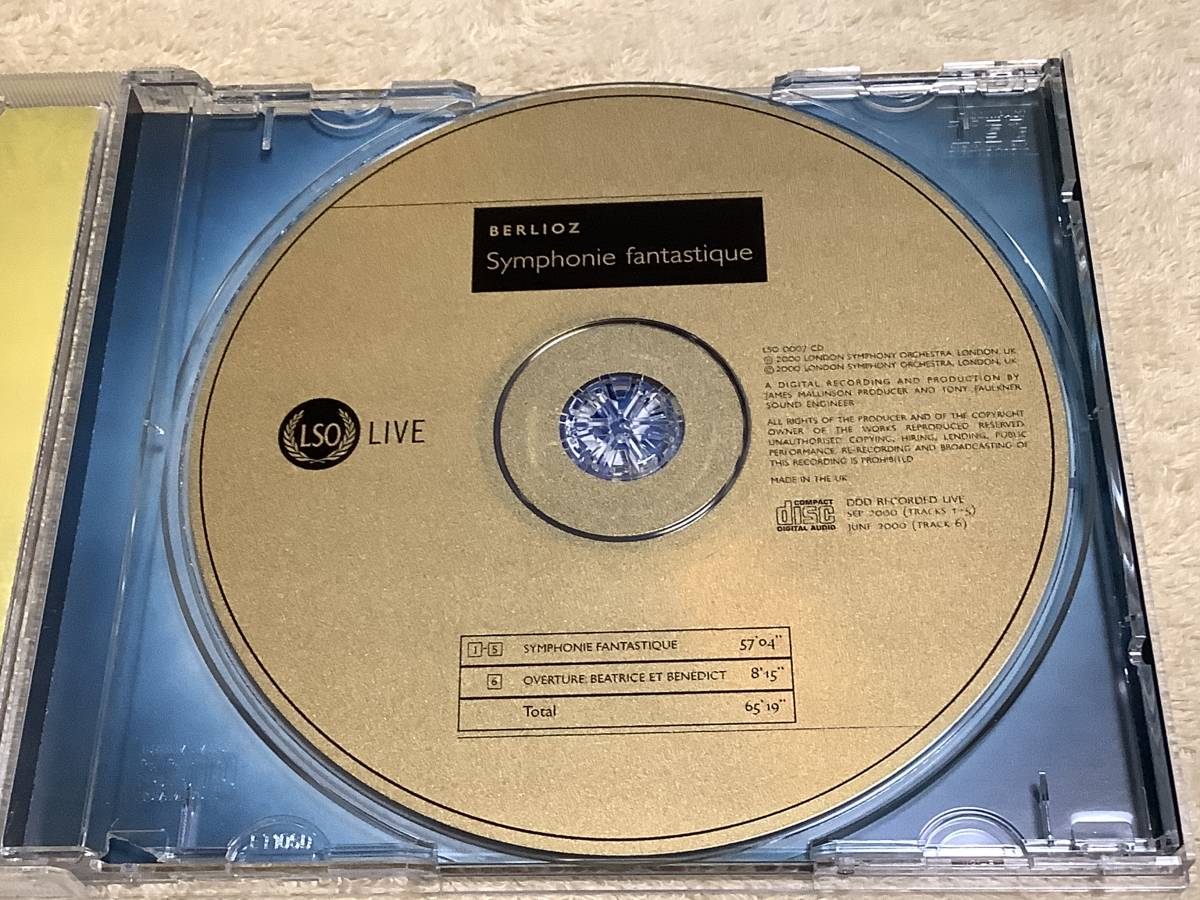 BERLIOZ
Symphonie fantastique
LSO LIVE
LSO 0007 CD
℗ 2000 LONDON SYMPHONY ORCHESTRA, LONDON, UK
© 2000 LONDON SYMPHONY ORCHESTRA, LONDON, UK
A DIGITAL RECORDING AND PRODUCTION BY
JAMES MALLINSON PRODUCER AND TONY FAULKNER
SOUND ENGINEER
ALL RIGHTS OF THE PRODUCER AND OF THE COPYRIGHT
OWNER OF THE WORKS REPRODUCED RESERVED.
UNAUTHORISED COPYING, HIRING, LENDING, PUBLIC
PERFORMANCE, RE-RECORDING AND BROADCASTING OF
THIS RECORDING IS PROHIBITED
MADE IN THE UK
COMPACT
disc
DIGITAL AUDIO
DDD RECORDED LIVE
SEP 2000 (TRACKS 1-5)
JUNE 2000 (TRACK 6)
1-5 SYMPHONIE FANTASTIQUE 57'04"
6 OVERTURE: BEATRICE ET BENEDICT 8'15"
Total 65'19"